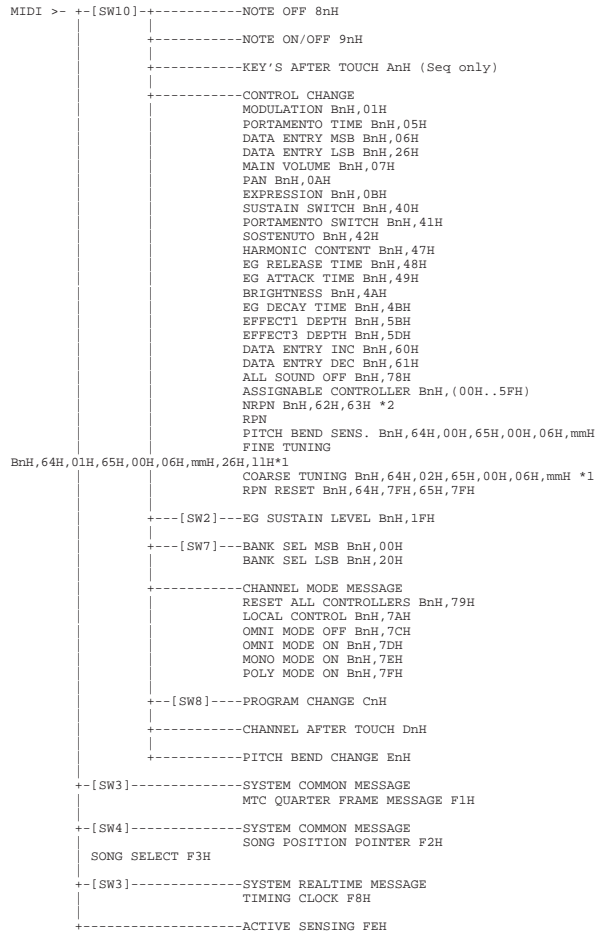 MIDI >- +-[SW10]-+-----------NOTE OFF 8nH
+-----------NOTE ON/OFF 9nH
+-----------KEY'S AFTER TOUCH AnH (Seq only)
+-----------CONTROL CHANGE
MODULATION BnH,01H
PORTAMENTO TIME BnH,05H
DATA ENTRY MSB BnH,06H
DATA ENTRY LSB BnH,26H
MAIN VOLUME BnH,07H
PAN BnH,0AH
EXPRESSION BnH,0BH
SUSTAIN SWITCH BnH,40H
PORTAMENTO SWITCH BnH,41H
SOSTENUTO BnH,42H
HARMONIC CONTENT BnH,47H
EG RELEASE TIME BnH,48H
EG ATTACK TIME BnH,49H
BRIGHTNESS BnH,4AH
EG DECAY TIME BnH,4BH
EFFECT1 DEPTH BnH,5BH
EFFECT3 DEPTH BnH,5DH
DATA ENTRY INC BnH,60H
DATA ENTRY DEC BnH,61H
ALL SOUND OFF BnH,78H
ASSIGNABLE CONTROLLER BnH,(00H..5FH)
NRPN BnH,62H,63H *2
RPN
PITCH BEND SENS. BnH,64H,00H,65H,00H,06H,mmH
FINE TUNING
BnH,64H,01H,65H,00H,06H,mmH,26H,llH*1
COARSE TUNING BnH,64H,02H,65H,00H,06H,mmH *1
RPN RESET BnH,64H,7FH,65H,7FH
+---[SW2]---EG SUSTAIN LEVEL BnH,1FH
+---[SW7]---BANK SEL MSB BnH,00H
BANK SEL LSB BnH,20H
+-----------CHANNEL MODE MESSAGE
RESET ALL CONTROLLERS BnH,79H
LOCAL CONTROL BnH,7AH
OMNI MODE OFF BnH,7CH
OMNI MODE ON BnH,7DH
MONO MODE ON BnH,7EH
POLY MODE ON BnH,7FH
+--[SW8]----PROGRAM CHANGE CnH
+-----------CHANNEL AFTER TOUCH DnH
+-----------PITCH BEND CHANGE EnH
+-[SW3]--------------SYSTEM COMMON MESSAGE
MTC QUARTER FRAME MESSAGE F1H
+-[SW4]--------------SYSTEM COMMON MESSAGE
SONG POSITION POINTER F2H
SONG SELECT F3H
+-[SW3]--------------SYSTEM REALTIME MESSAGE
TIMING CLOCK F8H
+--------------------ACTIVE SENSING FEH